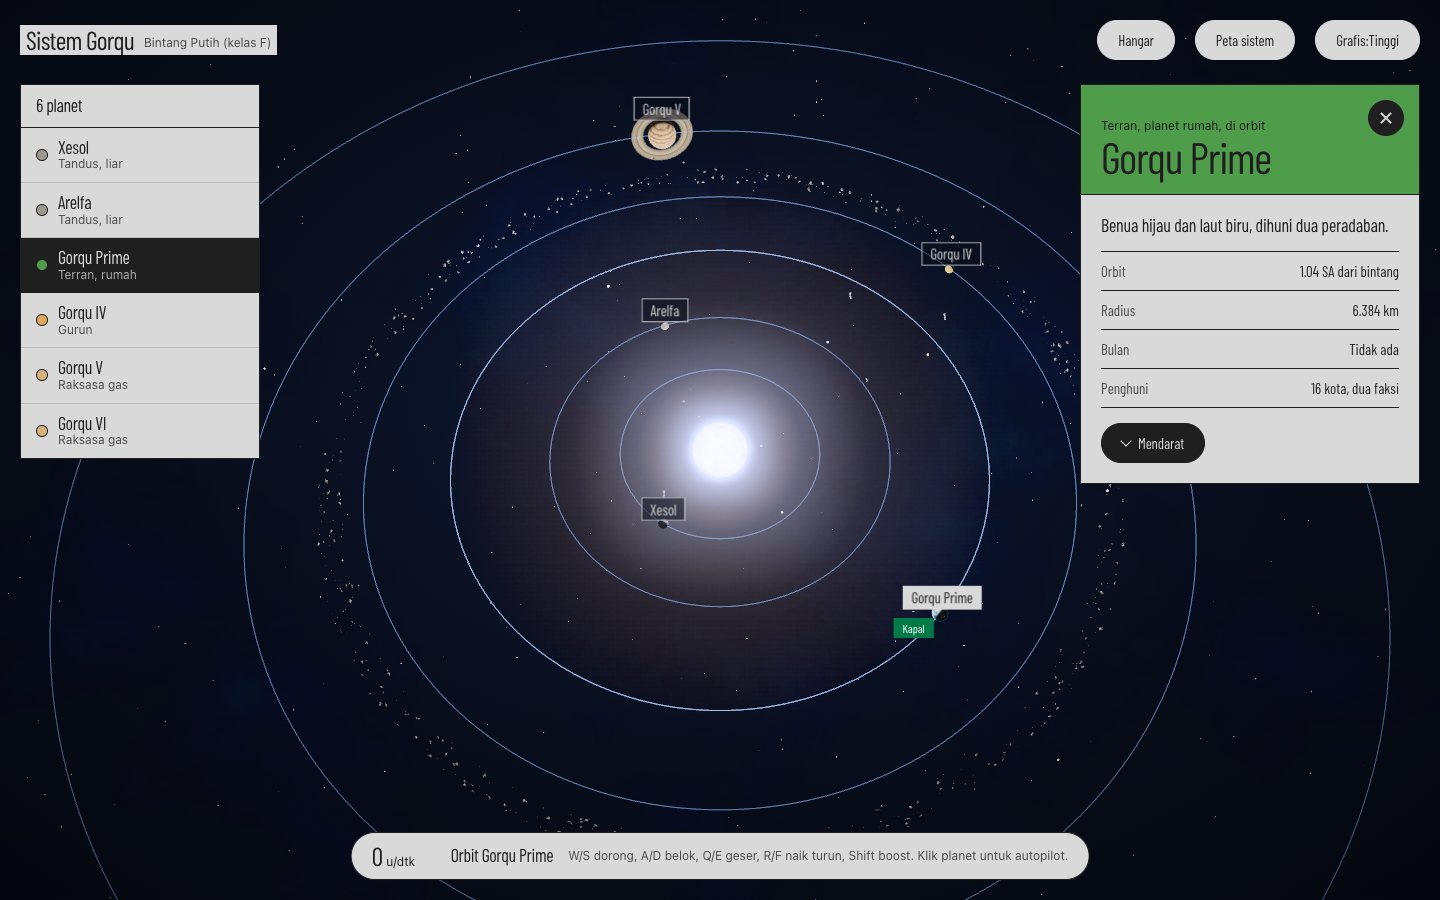 Sistem Gorqu Bintang Putih (kelas F)
Hangar
Peta sistem
Grafis:Tinggi
6 planet
Xesol
Tandus, liar
Arelfa
Tandus, liar
Gorqu Prime
Terran, rumah
Gorqu IV
Gurun
Gorqu V
Raksasa gas
Gorqu VI
Raksasa gas
Gorqu V
Gorqu IV
Arelfa
Xesol
Gorqu Prime
Kapal
Terran, planet rumah, di orbit
Gorqu Prime
Benua hijau dan laut biru, dihuni dua peradaban.
Orbit 1.04 SA dari bintang
Radius 6.384 km
Bulan Tidak ada
Penghuni 16 kota, dua faksi
Mendarat
0 u/dtk Orbit Gorqu Prime W/S dorong, A/D belok, Q/E geser, R/F naik turun, Shift boost. Klik planet untuk autopilot.